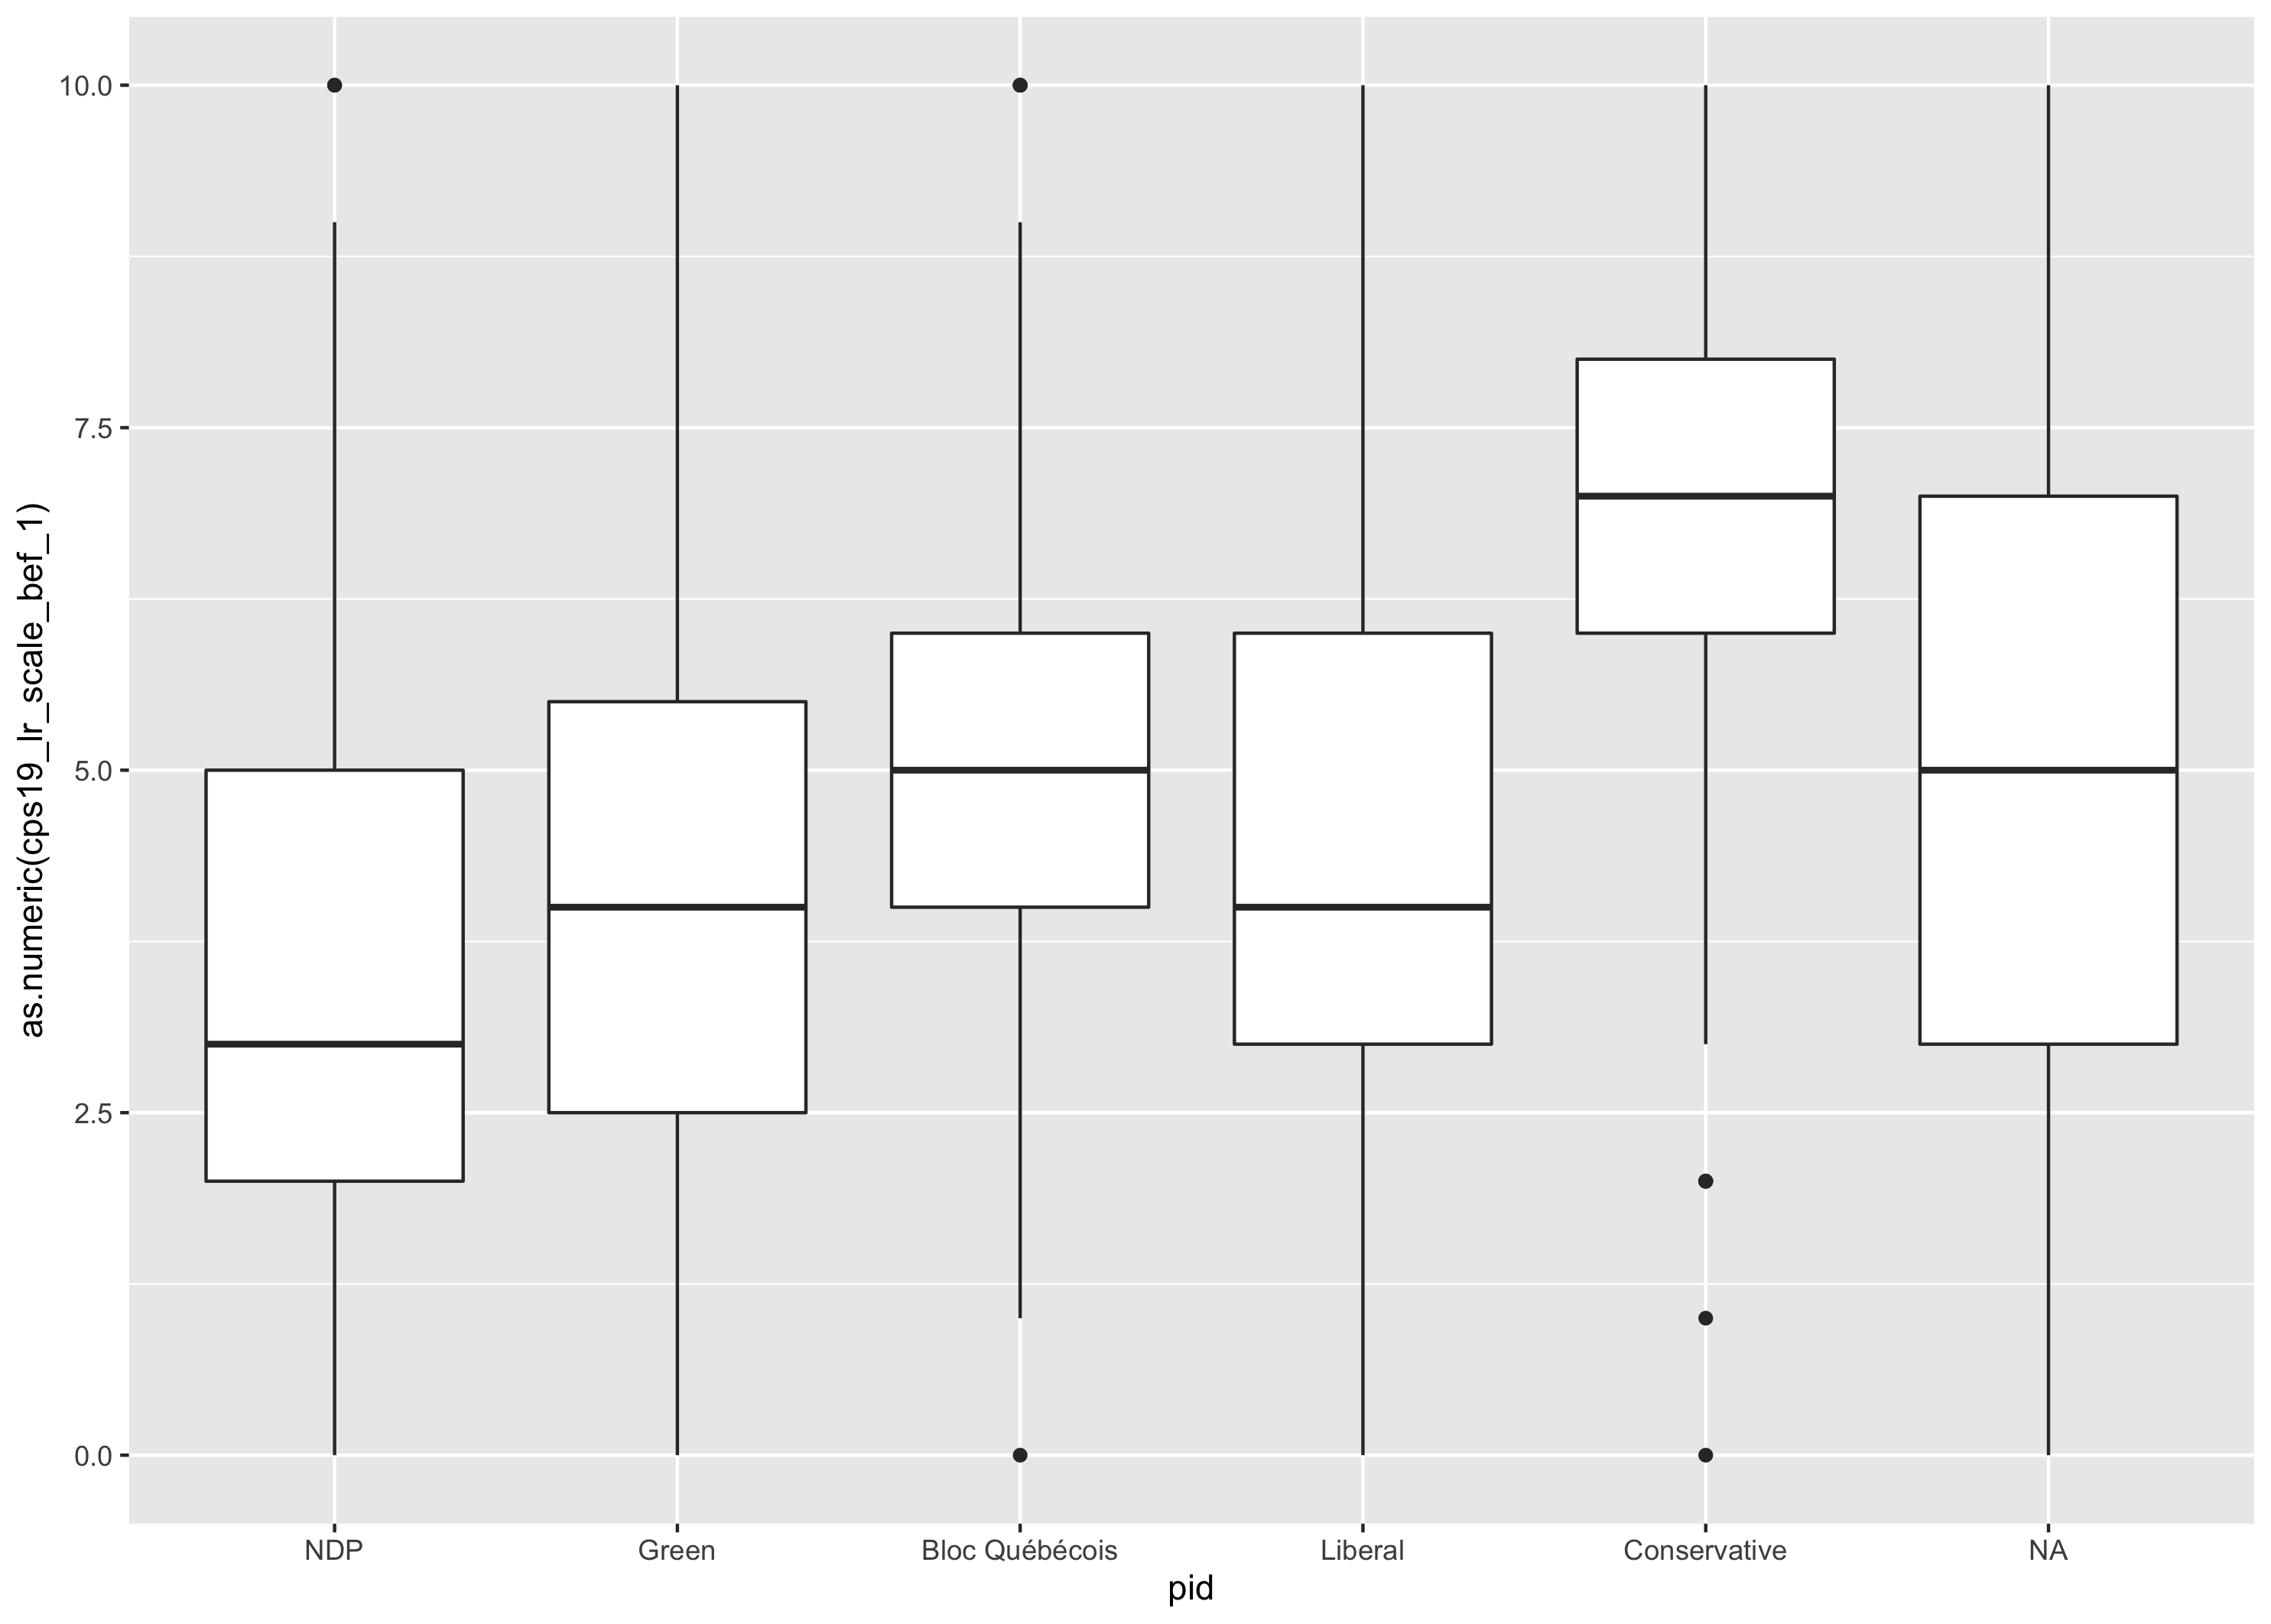 as.numeric(cps19_lr_scale_bef_1)
10.0
7.5
5.0
2.5
0.0
NDP Green Bloc Québécois Liberal Conservative NA
pid